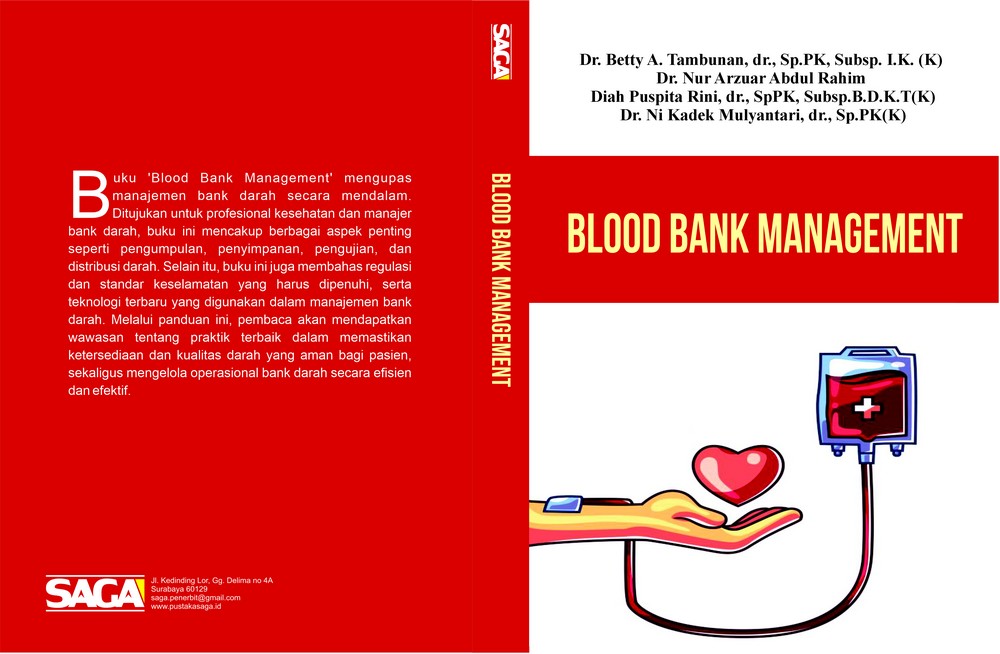 Buku 'Blood Bank Management' mengupas
manajemen bank darah secara mendalam.
Ditujukan untuk profesional kesehatan dan manajer
bank darah, buku ini mencakup berbagai aspek penting
seperti pengumpulan, penyimpanan, pengujian, dan
distribusi darah. Selain itu, buku ini juga membahas regulasi
dan standar keselamatan yang harus dipenuhi, serta
teknologi terbaru yang digunakan dalam manajemen bank
darah. Melalui panduan ini, pembaca akan mendapatkan
wawasan tentang praktik terbaik dalam memastikan
ketersediaan dan kualitas darah yang aman bagi pasien,
sekaligus mengelola operasional bank darah secara efisien
dan efektif.
SAGA
Jl. Kedinding Lor, Gg. Delima no 4A
Surabaya 60129
saga.penerbit@gmail.com
www.pustakasaga.id
SAGA
BLOOD BANK MANAGEMENT
Dr. Betty A. Tambunan, dr., Sp.PK, Subsp. I.K. (K)
Dr. Nur Arzuar Abdul Rahim
Diah Puspita Rini, dr., SpPK, Subsp.B.D.K.T(K)
Dr. Ni Kadek Mulyantari, dr., Sp.PK(K)
BLOOD BANK MANAGEMENT